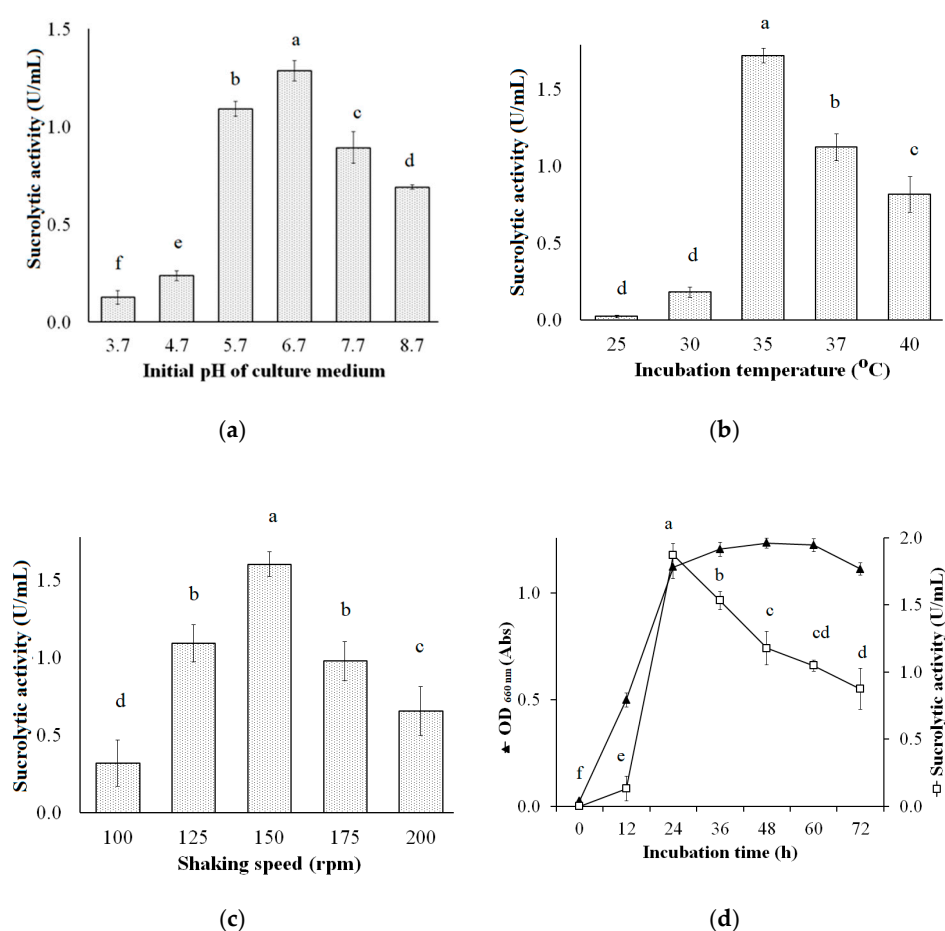 1.5
1.0
0.5
0.0
Sucrolytic activity (U/mL)
f
e
b
a
c
d
3.7 4.7 5.7 6.7 7.7 8.7
Initial pH of culture medium
(a)
1.5
1.0
0.5
0.0
Sucrolytic activity (U/mL)
d
d
a
b
c
25 30 35 37 40
Incubation temperature (°C)
(b)
1.5
1.0
0.5
0.0
Sucrolytic activity (U/mL)
d
b
a
b
c
100 125 150 175 200
Shaking speed (rpm)
(c)
1.0
0.5
0.0
OD 660 nm (Abs)
f
e
a
b
c
cd
d
2.0
1.5
1.0
0.5
0.0
Sucrolytic activity (U/mL)
0 12 24 36 48 60 72
Incubation time (h)
(d)